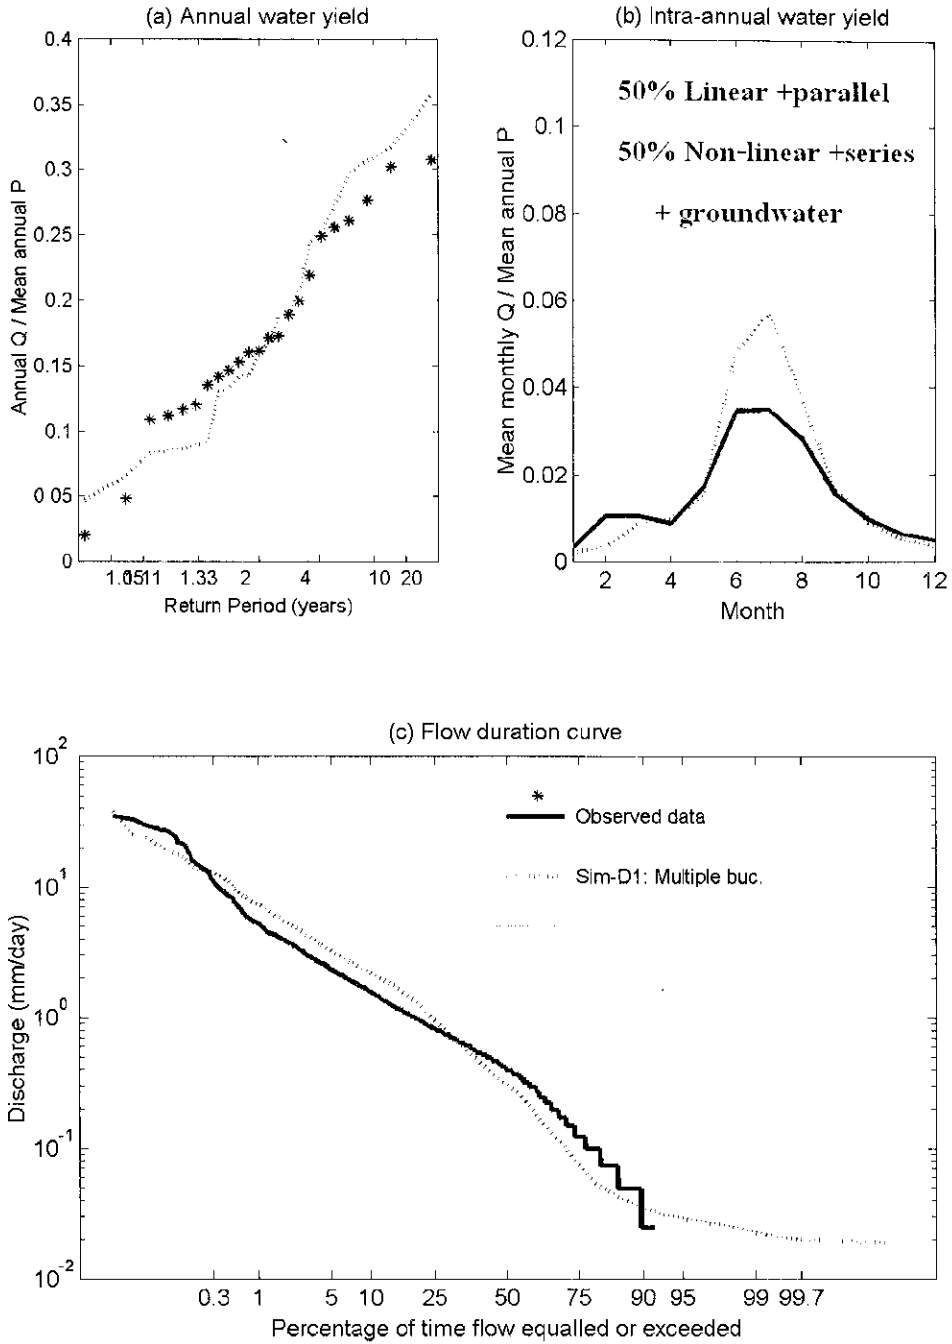 (a) Annual water yield
Annual Q / Mean annual P
0.4
0.35
0.3
0.25
0.2
0.15
0.1
0 05
0
1.33 2 4 10 20
Return Period (years)
(b) Intra-annual water yield
Mean monthly Q / Mean annual P
0.12
0.1
0.08
0.06
0.04
0.02
0
2 4 6 8 10 12
Month
50% Linear +parallel
50% Non-linear +series
+ groundwater
(c) Flow duration curve
Discharge (mm/day)
10²
10¹
10⁰
10⁻¹
10⁻²
0.3 1 5 10 25 50 75 90 95 99 99.7
Percentage of time flow equalled or exceeded
* Observed data
Sim-D1: Multiple buc.